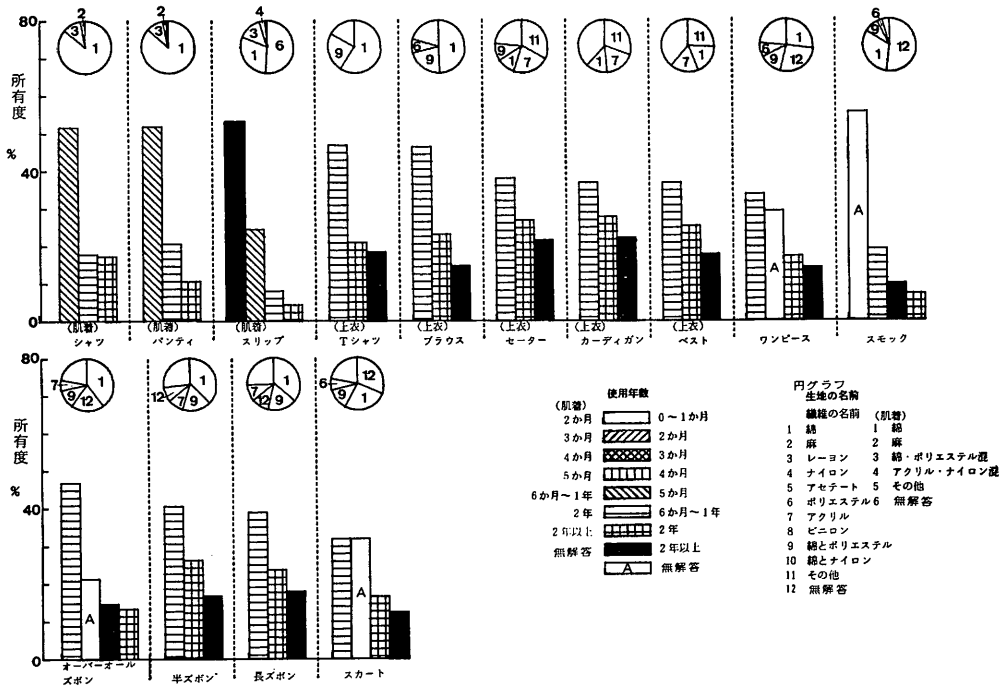 80
40
0
所有度
%
2
3
1
2
3
1
4
3
6
1
1
9
6
1
9
11
9
1
7
11
1
7
11
7
1
1
6
9
12
6
9
12
1
(肌着)
シャツ
(肌着)
パンティ
(肌着)
スリップ
(上衣)
Tシャツ
(上衣)
ブラウス
(上衣)
セーター
(上衣)
カーディガン
(上衣)
ベスト
A
ワンピース
A
スモック
80
40
0
所有度
%
7
1
9
12
1
12
7
9
1
7
12
9
6
12
9
1
A
オーバーオール
ズボン
半ズボン
長ズボン
A
スカート
使用年数
(肌着)
2か月 0〜1か月
3か月 2か月
4か月 3か月
5か月 4か月
6か月〜1年 5か月
2年 6か月〜1年
2年以上 2年
無解答 2年以上
A 無解答
円グラフ
生地の名前
繊維の名前 (肌着)
1 綿 1 綿
2 麻 2 麻
3 レーヨン 3 綿・ポリエステル混
4 ナイロン 4 アクリル・ナイロン混
5 アセテート 5 その他
6 ポリエステル 6 無解答
7 アクリル
8 ビニロン
9 綿とポリエステル
10 綿とナイロン
11 その他
12 無解答